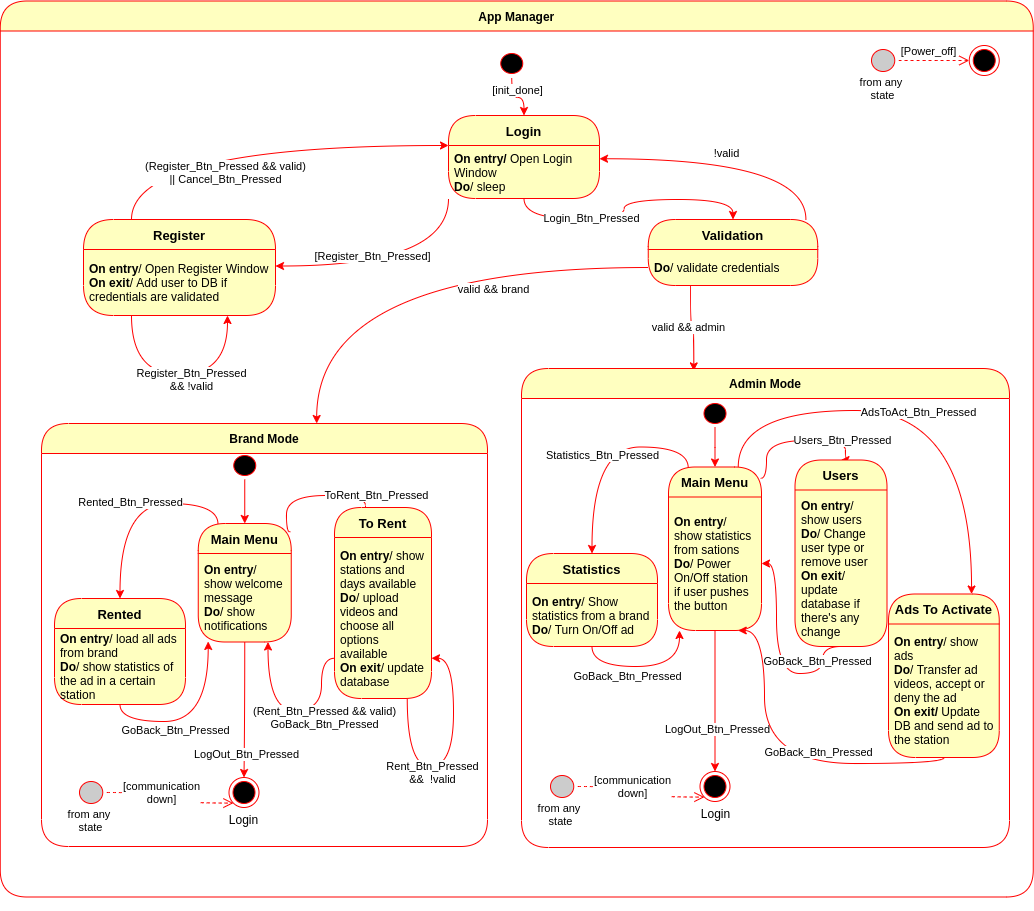 App Manager
[Power_off]
from any
state
[init_done]
Login
On entry/ Open Login
Window
Do/ sleep
(Register_Btn_Pressed && valid)
|| Cancel_Btn_Pressed
!valid
Login_Btn_Pressed
Register
On entry/ Open Register Window
On exit/ Add user to DB if
credentials are validated
[Register_Btn_Pressed]
Validation
Do/ validate credentials
valid && brand
valid && admin
Register_Btn_Pressed
&& !valid
Brand Mode
Rented_Btn_Pressed
ToRent_Btn_Pressed
Main Menu
On entry/
show welcome
message
Do/ show
notifications
To Rent
On entry/ show
stations and
days available
Do/ upload
videos and
choose all
options
available
On exit/ update
database
Rented
On entry/ load all ads
from brand
Do/ show statistics of
the ad in a certain
station
GoBack_Btn_Pressed
(Rent_Btn_Pressed && valid)
GoBack_Btn_Pressed
LogOut_Btn_Pressed
Rent_Btn_Pressed
&& !valid
from any
state
[communication
down]
Login
Admin Mode
AdsToAct_Btn_Pressed
Users_Btn_Pressed
Statistics_Btn_Pressed
Main Menu
On entry/
show statistics
from sations
Do/ Power
On/Off station
if user pushes
the button
Users
On entry/
show users
Do/ Change
user type or
remove user
On exit/
update
database if
there's any
change
Statistics
On entry/ Show
statistics from a brand
Do/ Turn On/Off ad
Ads To Activate
On entry/ show
ads
Do/ Transfer ad
videos, accept or
deny the ad
On exit/ Update
DB and send ad to
the station
GoBack_Btn_Pressed
GoBack_Btn_Pressed
LogOut_Btn_Pressed
GoBack_Btn_Pressed
from any
state
[communication
down]
Login